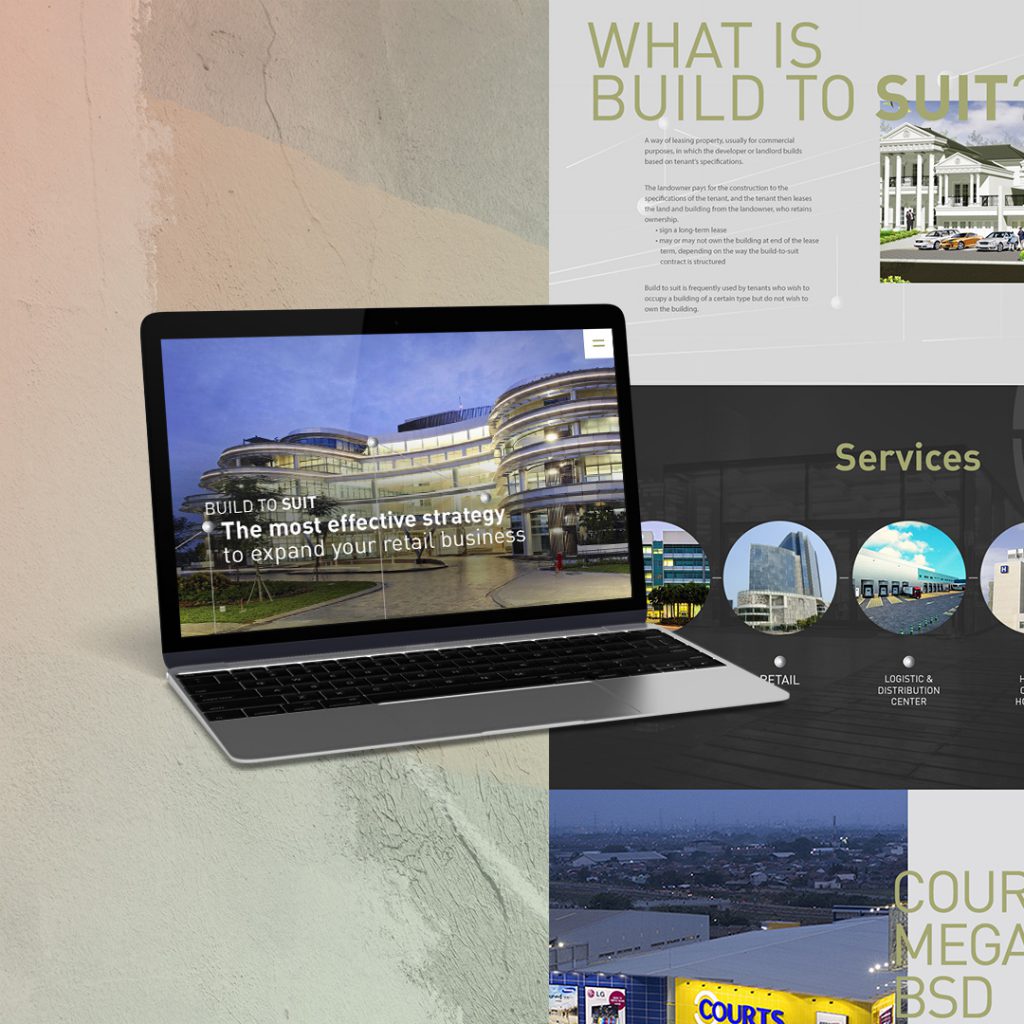 WHAT IS
BUILD TO SUIT?
A way of leasing property, usually for commercial
purposes, in which the developer or landlord builds
based on tenant's specifications.
The landowner pays for the construction to the
specifications of the tenant, and the tenant then leases
the land and building from the landowner, who retains
ownership.
• sign a long-term lease
• may or may not own the building at end of the lease
term, depending on the way the build-to-suit
contract is structured
Build to suit is frequently used by tenants who wish to
occupy a building of a certain type but do not wish to
own the building.
BUILD TO SUIT
The most effective strategy
to expand your retail business
Services
RETAIL
LOGISTIC &
DISTRIBUTION
CENTER
H
COUR
MEGA
BSD
LG
COURTS